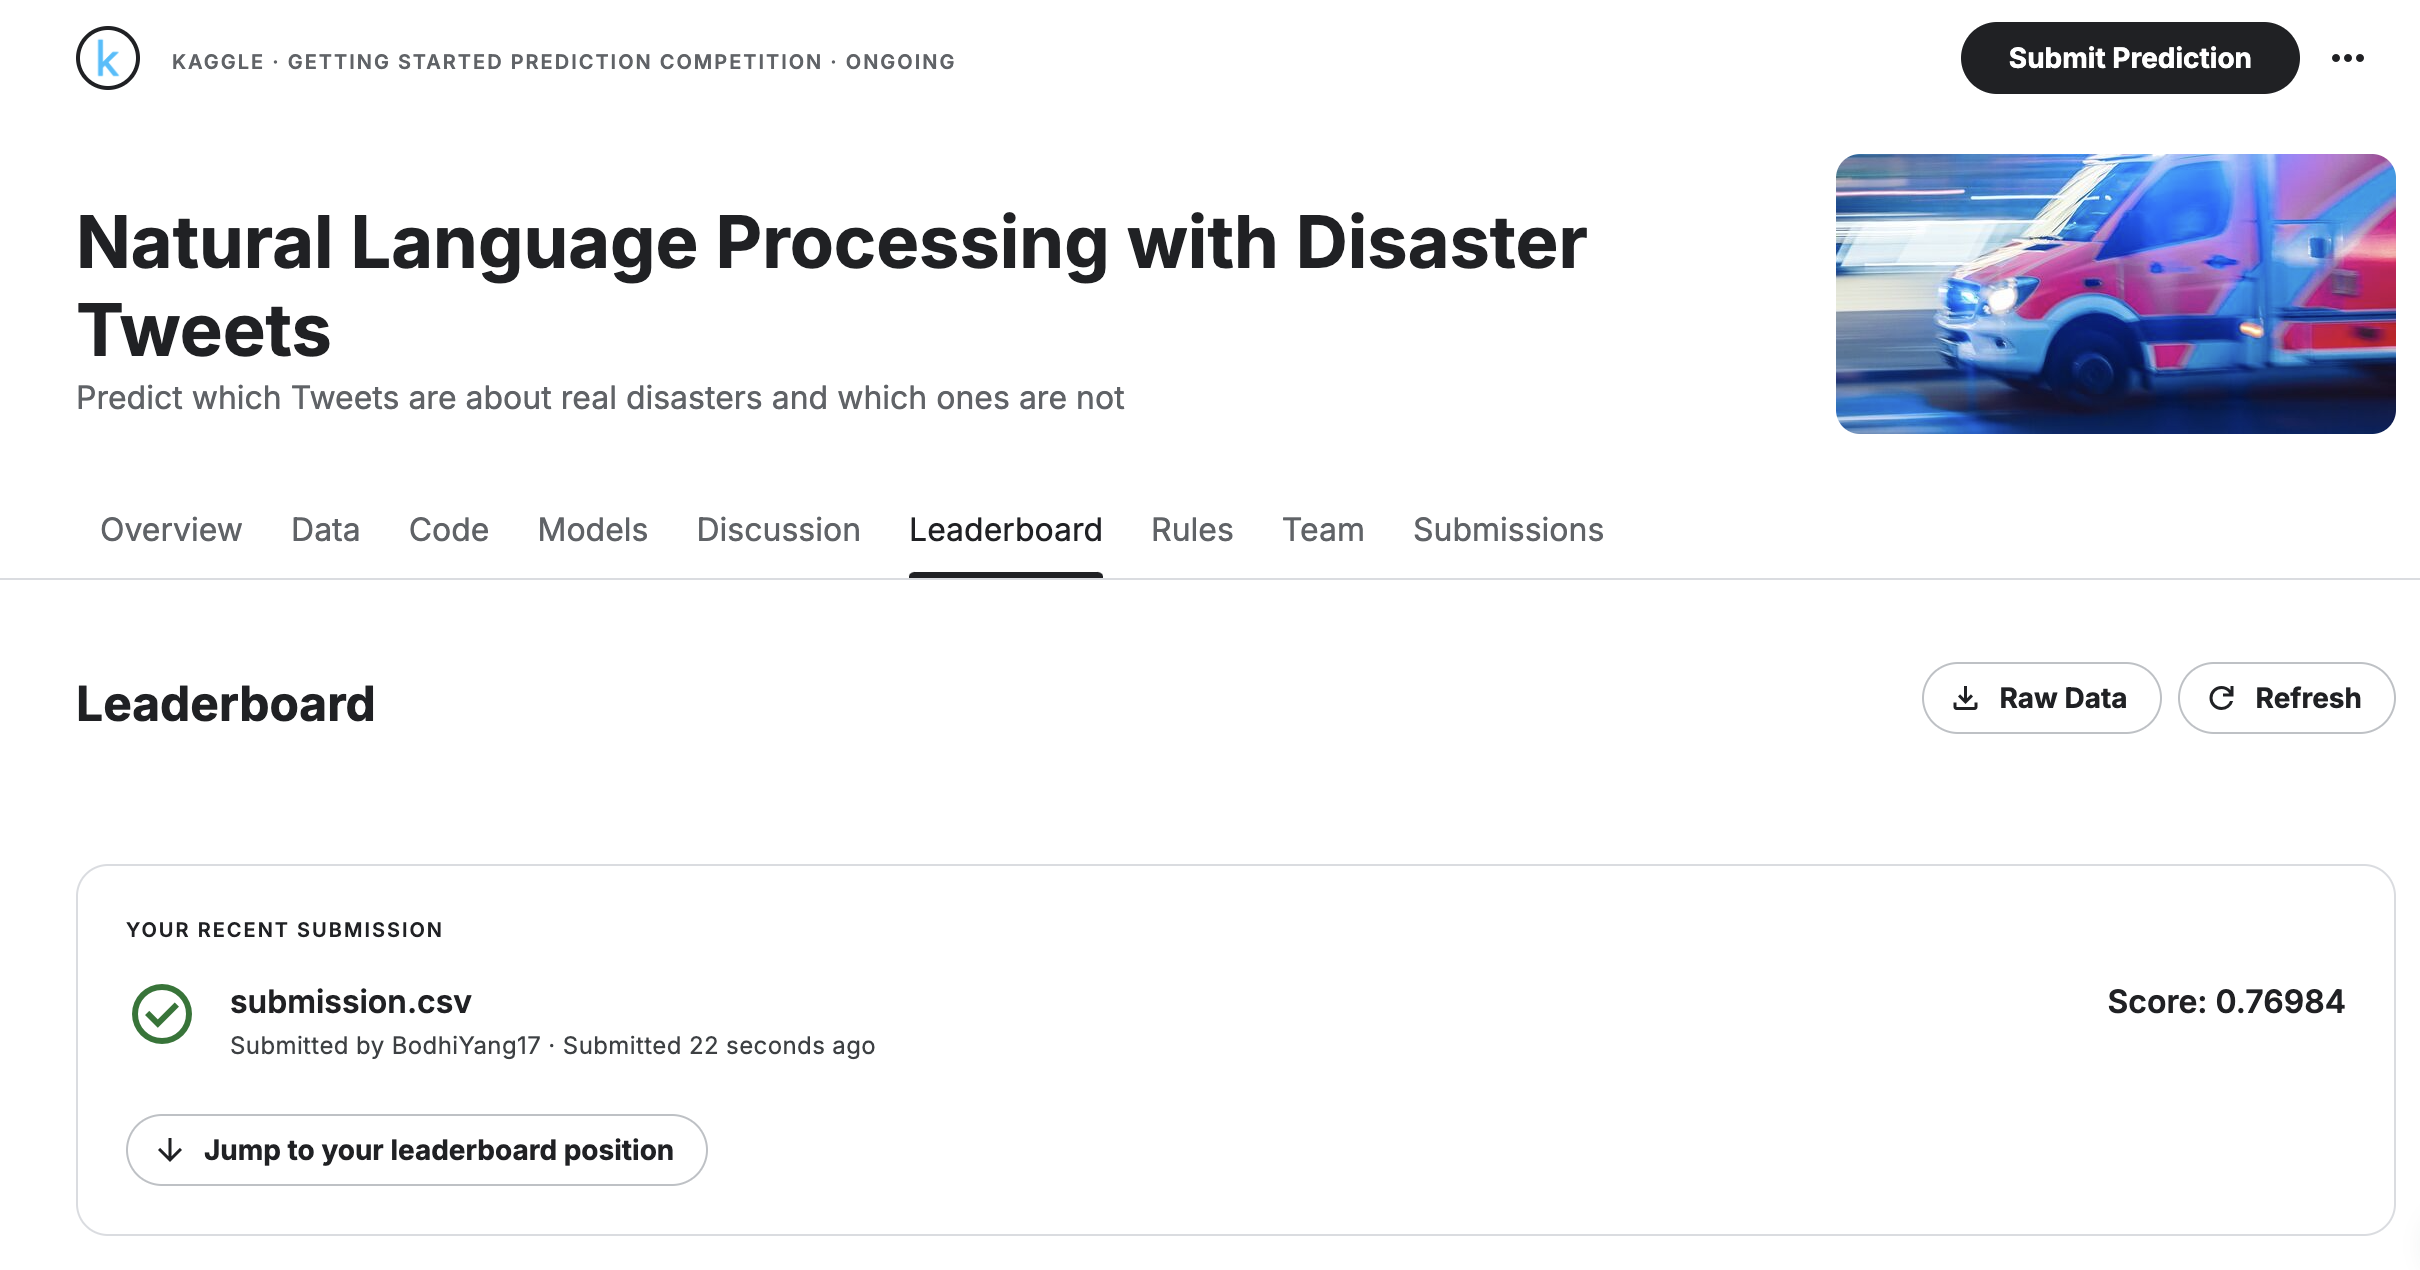 k
KAGGLE · GETTING STARTED PREDICTION COMPETITION · ONGOING
Submit Prediction
Natural Language Processing with Disaster
Tweets
Predict which Tweets are about real disasters and which ones are not
Overview Data Code Models Discussion Leaderboard Rules Team Submissions
Leaderboard
Raw Data
Refresh
YOUR RECENT SUBMISSION
submission.csv
Score: 0.76984
Submitted by BodhiYang17 · Submitted 22 seconds ago
Jump to your leaderboard position